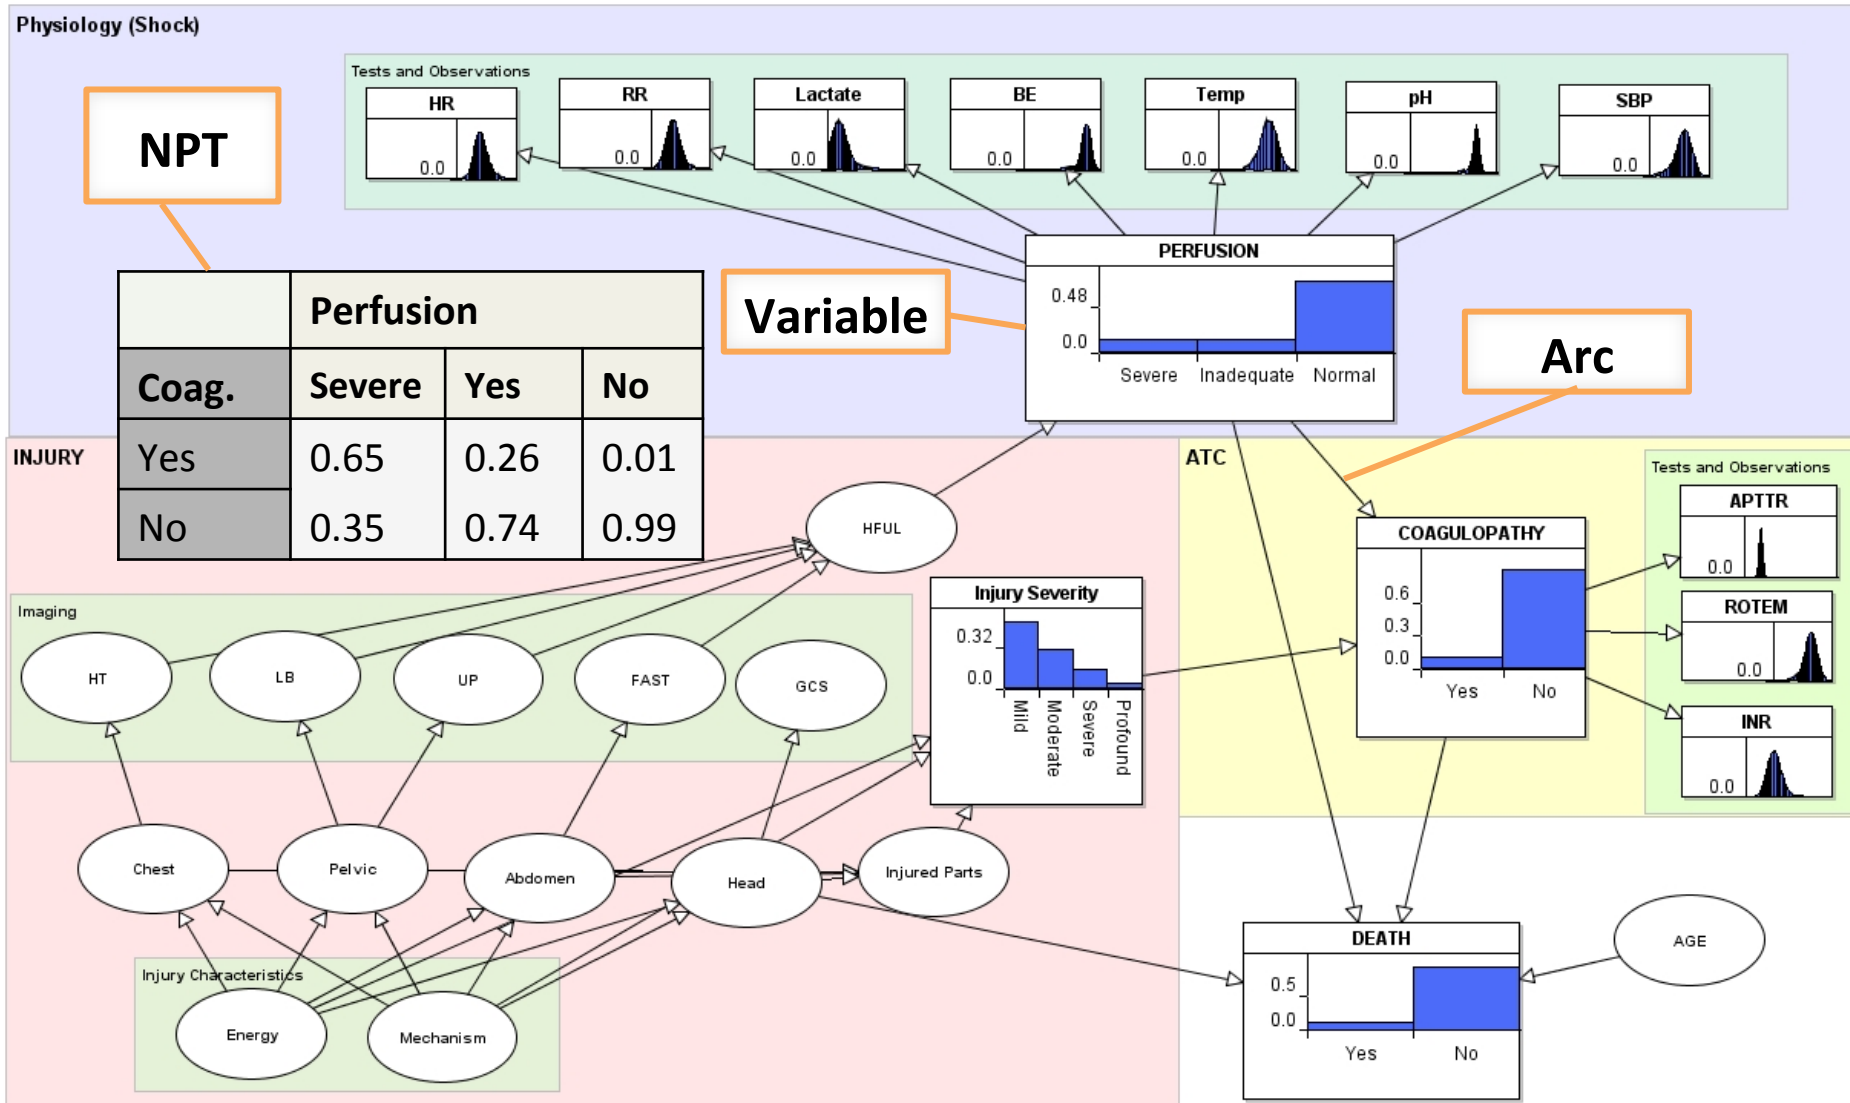 Physiology (Shock)
Tests and Observations
HR
0.0
RR
0.0
Lactate
0.0
BE
0.0
Temp
0.0
pH
0.0
SBP
0.0
NPT
PERFUSION
0.48
0.0
Severe Inadequate Normal
Variable
Arc
Perfusion
Coag. Severe Yes No
Yes 0.65 0.26 0.01
No 0.35 0.74 0.99
INJURY
HFUL
Imaging
HT
LB
UP
FAST
GCS
Injury Severity
0.32
0.0
Mild
Moderate
Severe
Profound
Chest
Pelvic
Abdomen
Head
Injured Parts
Injury Characteristics
Energy
Mechanism
ATC
COAGULOPATHY
0.6
0.3
0.0
Yes No
Tests and Observations
APTTR
0.0
ROTEM
0.0
INR
0.0
DEATH
0.5
0.0
Yes No
AGE